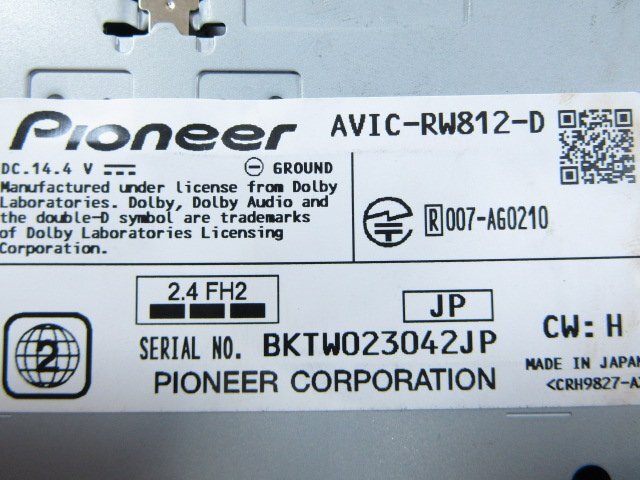 Pioneer AVIC-RW812-D
DC.14.4 V ⎓ ⊖ GROUND
Manufactured under license from Dolby
Laboratories. Dolby, Dolby Audio and
the double-D symbol are trademarks
of Dolby Laboratories Licensing
Corporation.
R 007-AG0210
2.4 FH2
JP
CW: H
2
SERIAL NO. BKTW023042JP
MADE IN JAPAN
PIONEER CORPORATION
<CRH9827-A